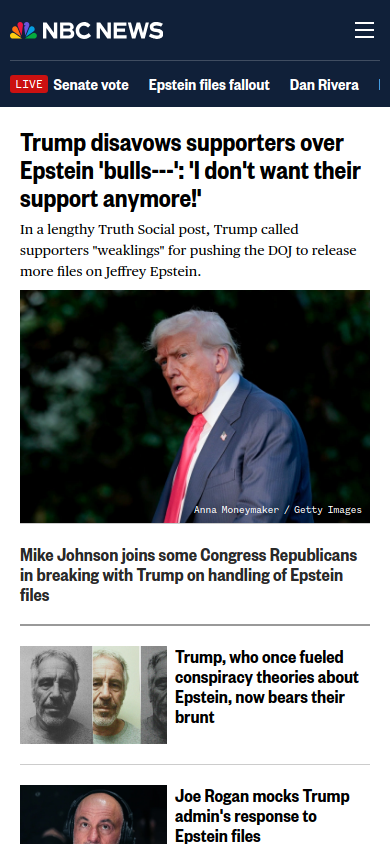 NBC NEWS
LIVE Senate vote Epstein files fallout Dan Rivera
Trump disavows supporters over
Epstein 'bulls---': 'I don't want their
support anymore!'
In a lengthy Truth Social post, Trump called
supporters "weaklings" for pushing the DOJ to release
more files on Jeffrey Epstein.
Anna Moneymaker / Getty Images
Mike Johnson joins some Congress Republicans
in breaking with Trump on handling of Epstein
files
Trump, who once fueled
conspiracy theories about
Epstein, now bears their
brunt
Joe Rogan mocks Trump
admin's response to
Epstein files